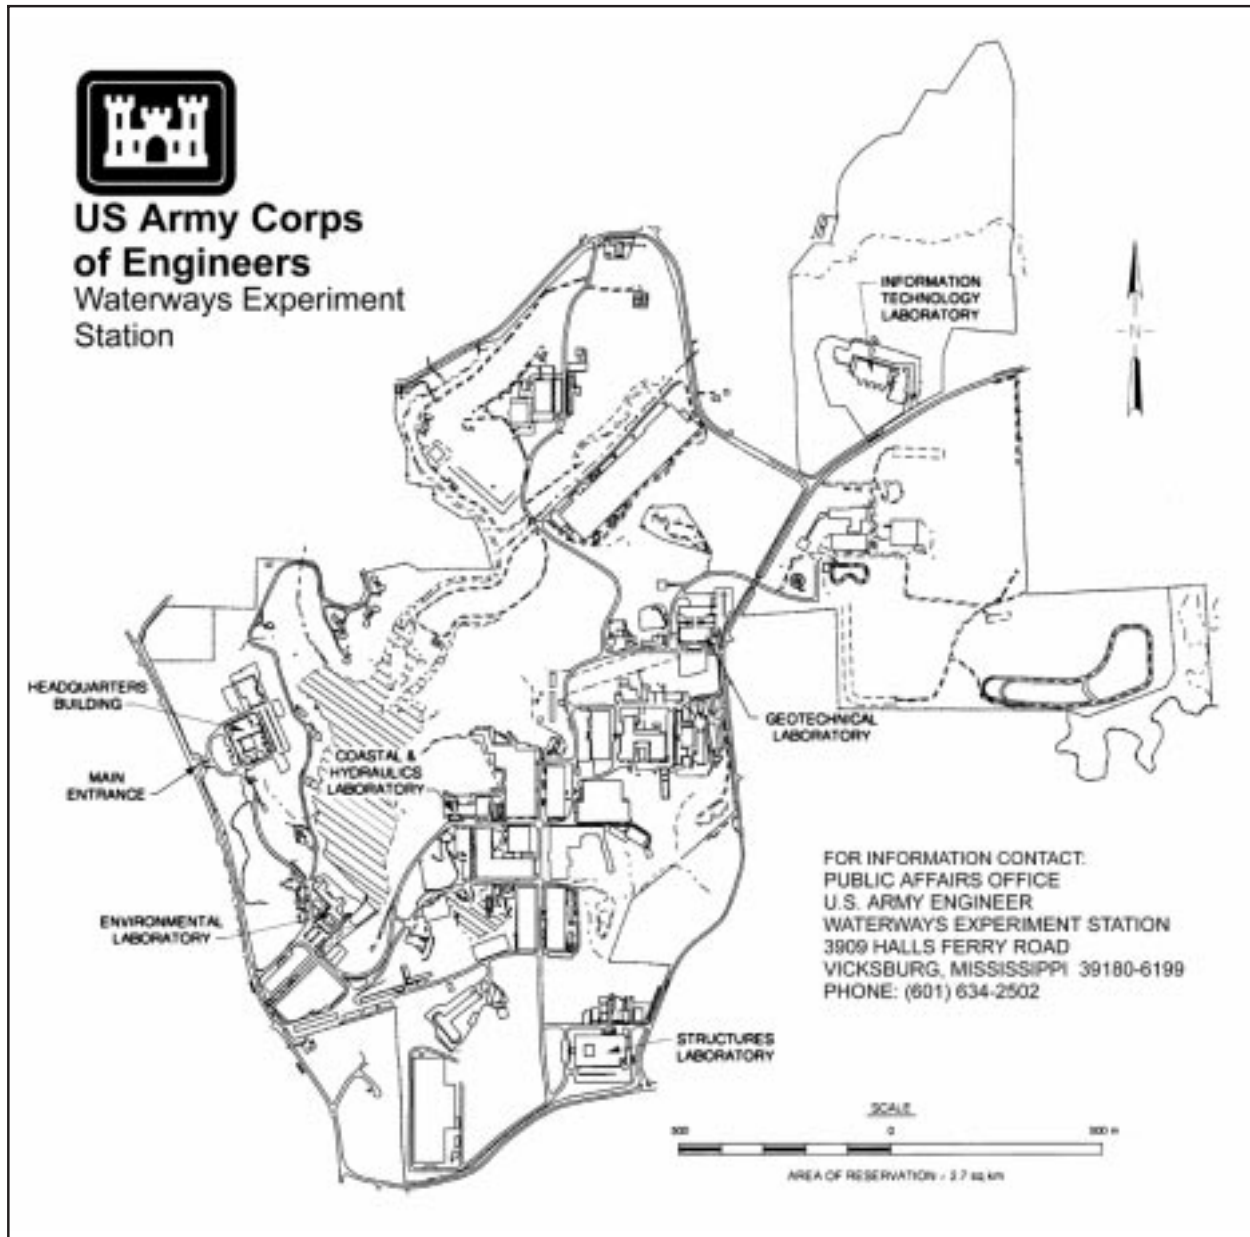 US Army Corps
of Engineers
Waterways Experiment
Station
INFORMATION
TECHNOLOGY
LABORATORY
N
HEADQUARTERS
BUILDING
MAIN
ENTRANCE
COASTAL &
HYDRAULICS
LABORATORY
GEOTECHNICAL
LABORATORY
ENVIRONMENTAL
LABORATORY
STRUCTURES
LABORATORY
FOR INFORMATION CONTACT:
PUBLIC AFFAIRS OFFICE
U.S. ARMY ENGINEER
WATERWAYS EXPERIMENT STATION
3909 HALLS FERRY ROAD
VICKSBURG, MISSISSIPPI 39180-6199
PHONE: (601) 634-2502
SCALE
0
AREA OF RESERVATION = 2.7 sq km